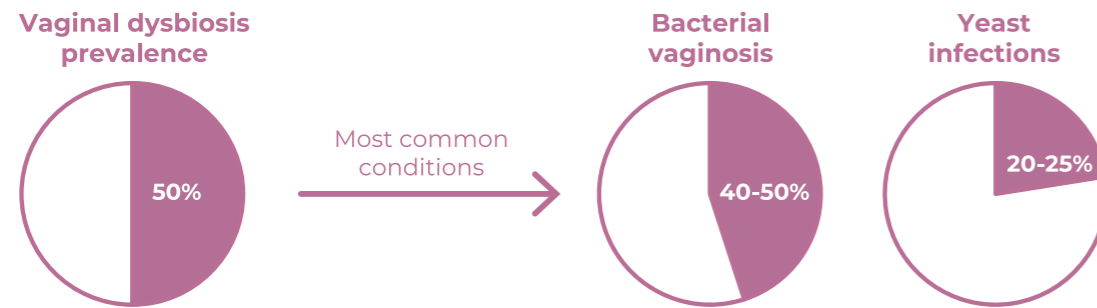 Vaginal dysbiosis
prevalence
50%
Most common
conditions
Bacterial
vaginosis
40-50%
Yeast
infections
20-25%